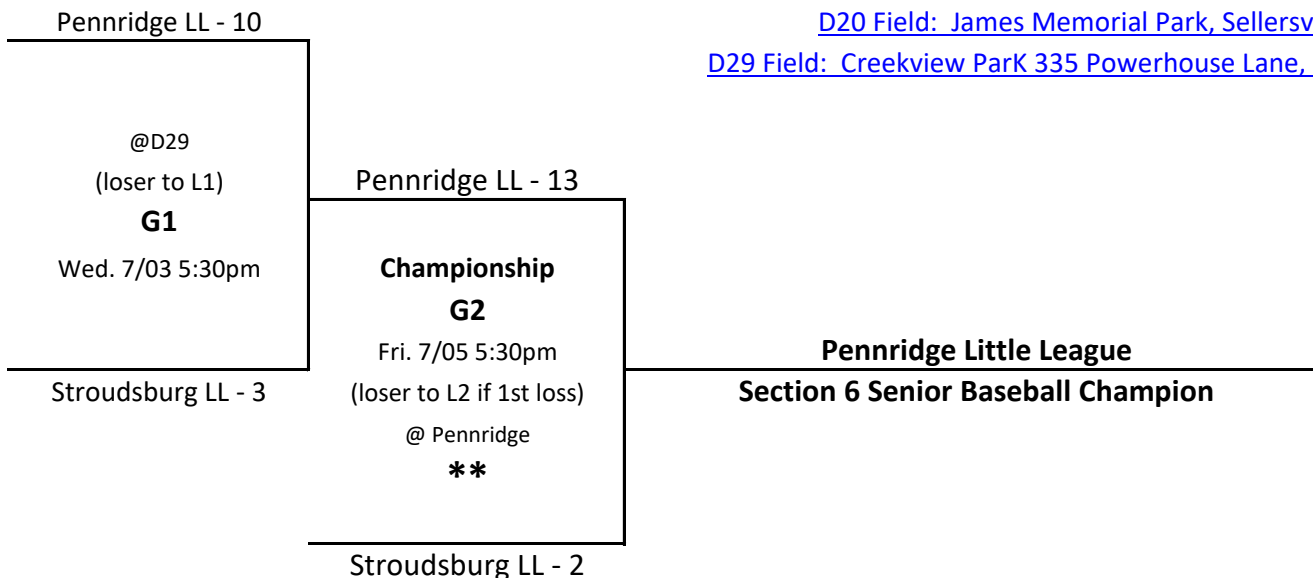 Pennridge LL - 10
D20 Field: James Memorial Park,
D29 Field: Creekview ParK 335 Powerhouse Lane,
@D29
(loser to L1)
G1
Wed. 7/03 5:30pm
Stroudsburg LL - 3
Pennridge LL - 13
Championship
G2
Fri. 7/05 5:30pm
(loser to L2 if 1st loss)
@ Pennridge
**
Stroudsburg LL - 2
Pennridge Little League
Section 6 Senior Baseball Champion